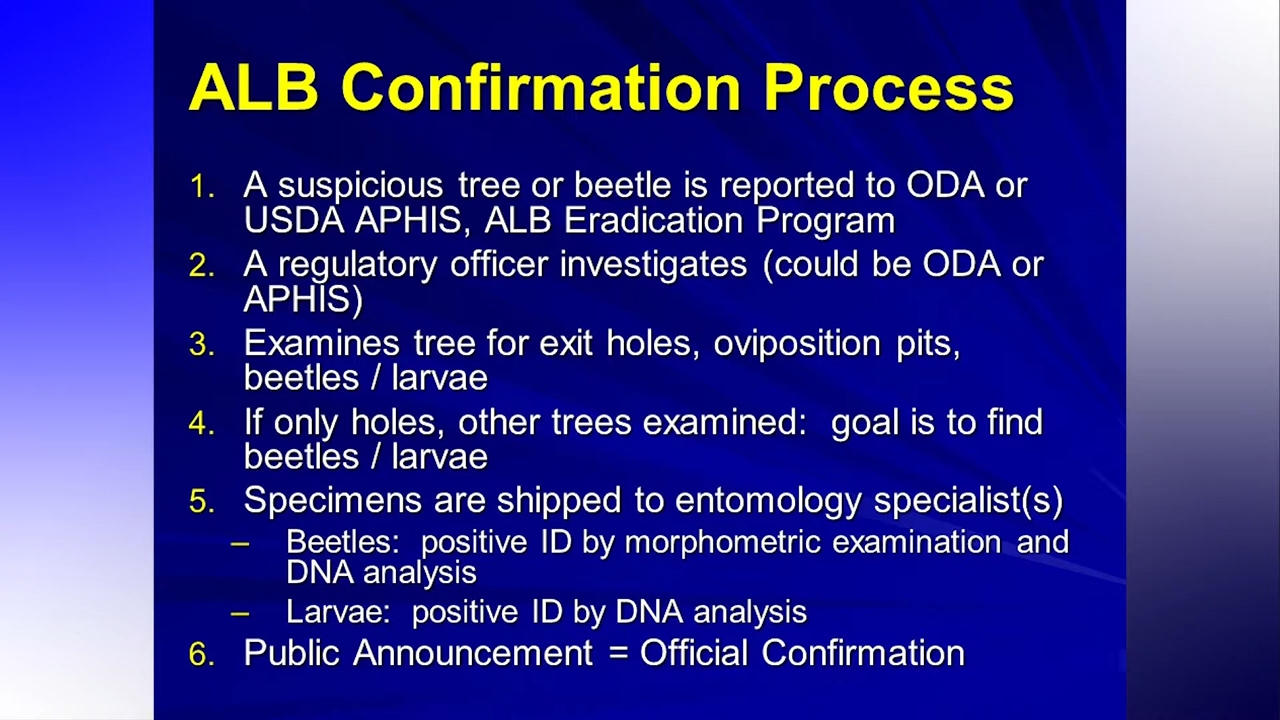 ALB Confirmation Process
1. A suspicious tree or beetle is reported to ODA or
USDA APHIS, ALB Eradication Program
2. A regulatory officer investigates (could be ODA or
APHIS)
3. Examines tree for exit holes, oviposition pits,
beetles / larvae
4. If only holes, other trees examined: goal is to find
beetles / larvae
5. Specimens are shipped to entomology specialist(s)
– Beetles: positive ID by morphometric examination and
DNA analysis
– Larvae: positive ID by DNA analysis
6. Public Announcement = Official Confirmation